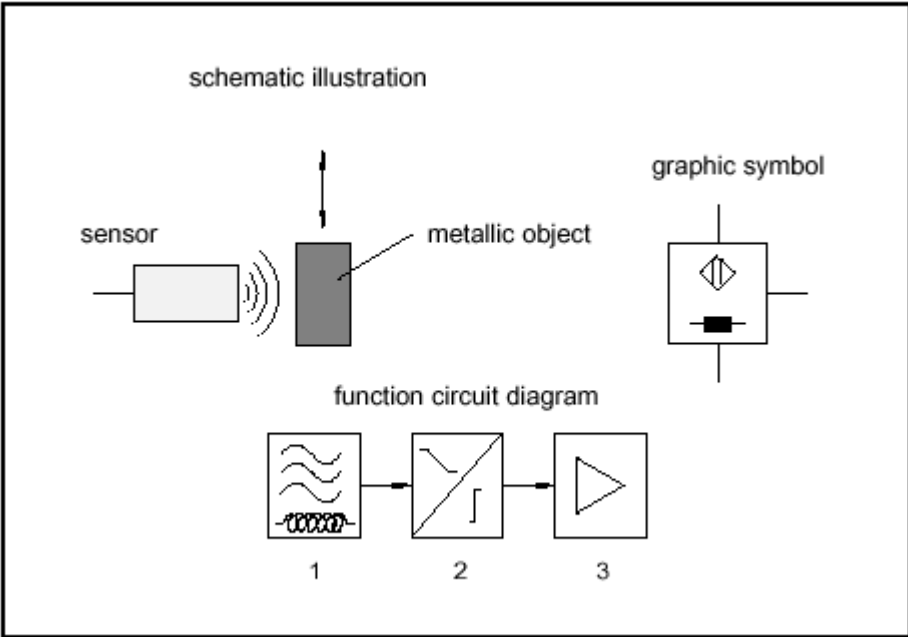 schematic illustration
graphic symbol
sensor
metallic object
function circuit diagram
1
2
3